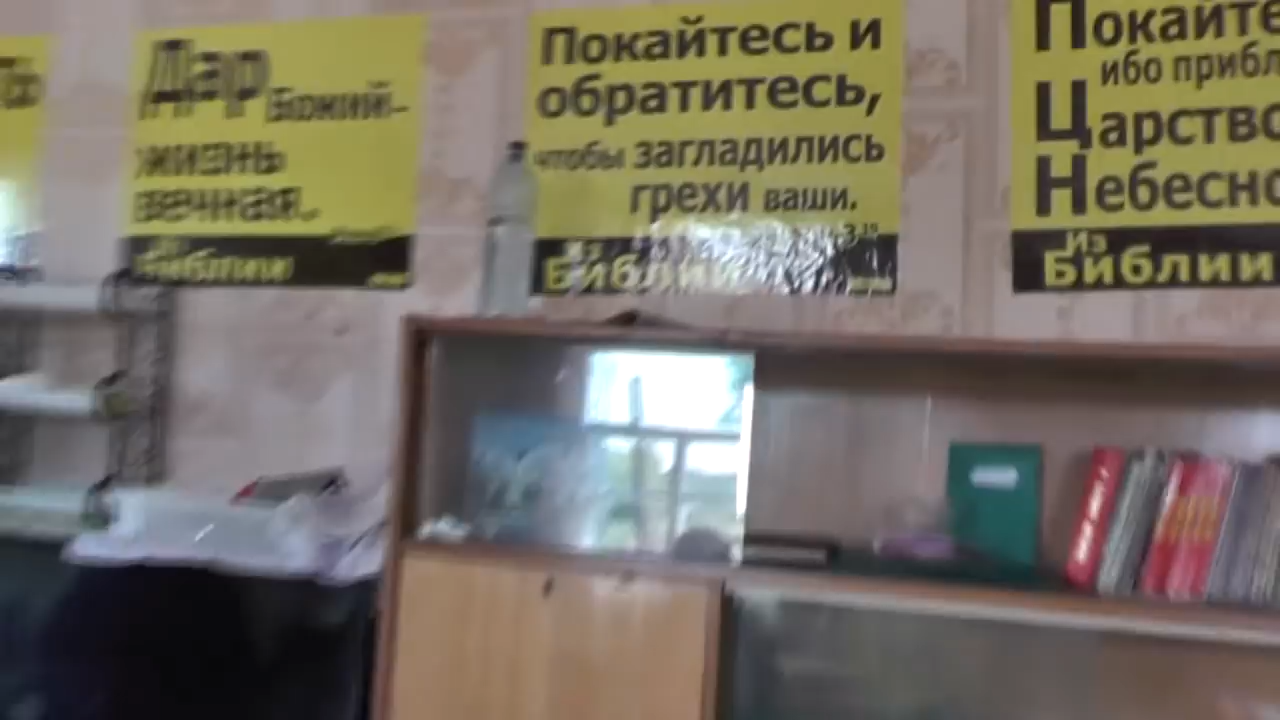 Дар Божий-
жизнь
вечная.
Из
Библии
Покайтесь и
обратитесь,
чтобы загладились
грехи ваши.
Из
Библии
Покайте
ибо прибл
Царство
Небесно
Из
Библии